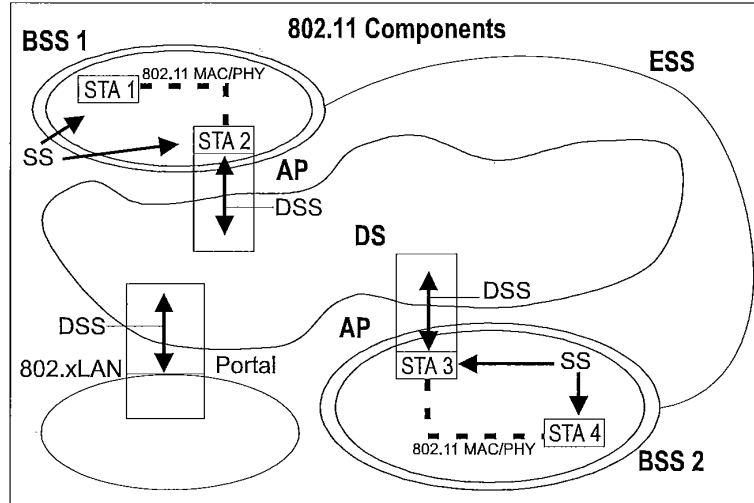 802.11 Components
BSS 1
ESS
802.11 MAC/PHY
STA 1
STA 2
SS
AP
DSS
DS
DSS
DSS
AP
Portal
802.xLAN
STA 3
SS
STA 4
802.11 MAC/PHY
BSS 2